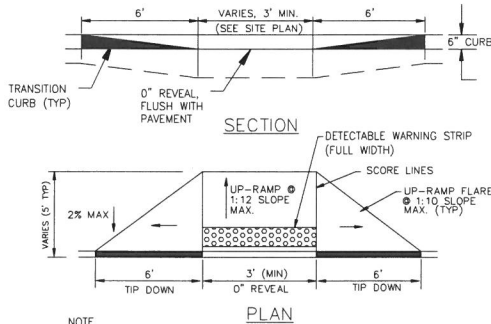 6'
VARIES, 3' MIN.
(SEE SITE PLAN)
6'
6" CURB
TRANSITION
CURB (TYP)
0" REVEAL,
FLUSH WITH
PAVEMENT
SECTION
DETECTABLE WARNING STRIP
(FULL WIDTH)
SCORE LINES
UP-RAMP @
1:12 SLOPE
MAX.
UP-RAMP FLARE
@ 1:10 SLOPE
MAX. (TYP)
VARIES (5' TYP)
2% MAX
6'
TIP DOWN
3' (MIN)
0" REVEAL
6'
TIP DOWN
PLAN
NOTE